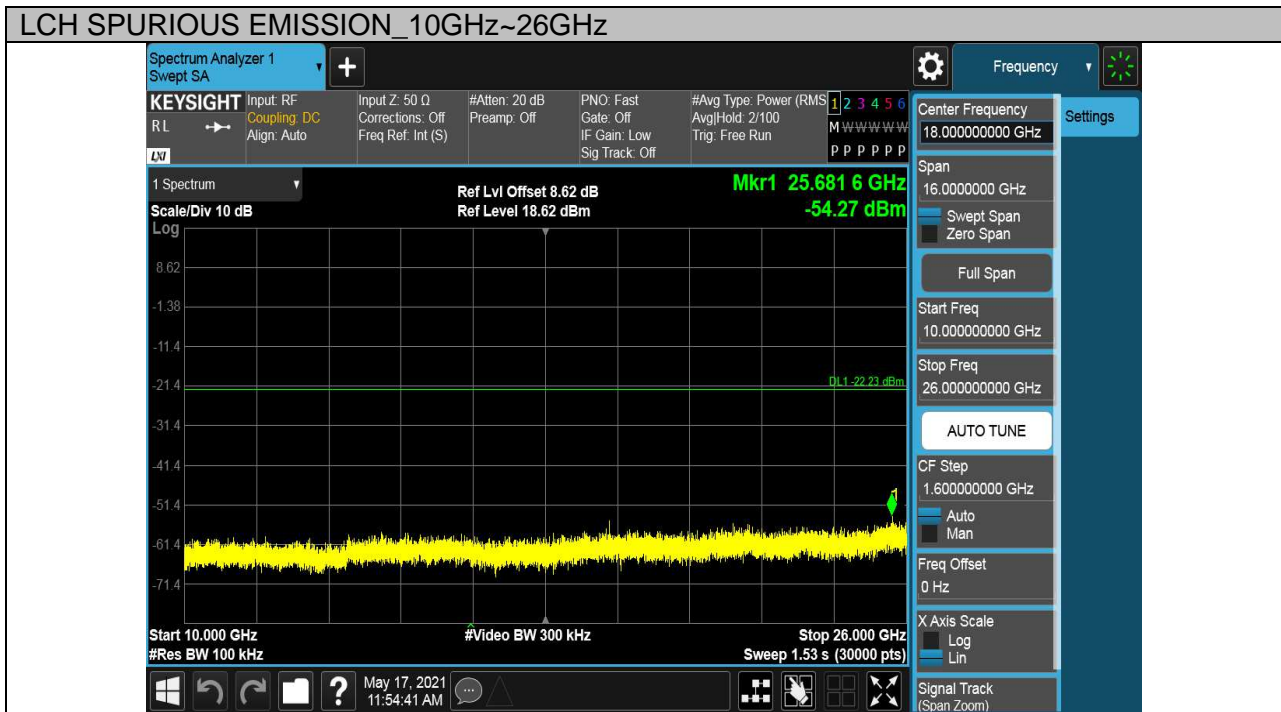 LCH SPURIOUS EMISSION_10GHz~26GHz
Spectrum Analyzer 1
Swept SA
+
Frequency
KEYSIGHT
RL
LXI
Input: RF
Coupling: DC
Align: Auto
Input Z: 50 Ω
Corrections: Off
Freq Ref: Int (S)
#Atten: 20 dB
Preamp: Off
PNO: Fast
Gate: Off
IF Gain: Low
Sig Track: Off
#Avg Type: Power (RMS
Avg|Hold: 2/100
Trig: Free Run
1 2 3 4 5 6
M W W W W W
P P P P P P
1 Spectrum
Scale/Div 10 dB
Ref Lvl Offset 8.62 dB
Ref Level 18.62 dBm
Mkr1 25.681 6 GHz
-54.27 dBm
Log
8.62
-1.38
-11.4
-21.4
-31.4
-41.4
-51.4
-61.4
-71.4
DL1 -22.23 dBm
1
Start 10.000 GHz
#Video BW 300 kHz
Stop 26.000 GHz
#Res BW 100 kHz
Sweep 1.53 s (30000 pts)
Center Frequency
18.000000000 GHz
Settings
Span
16.0000000 GHz
Swept Span
Zero Span
Full Span
Start Freq
10.000000000 GHz
Stop Freq
26.000000000 GHz
AUTO TUNE
CF Step
1.600000000 GHz
Auto
Man
Freq Offset
0 Hz
X Axis Scale
Log
Lin
Signal Track
(Span Zoom)
?
May 17, 2021
11:54:41 AM